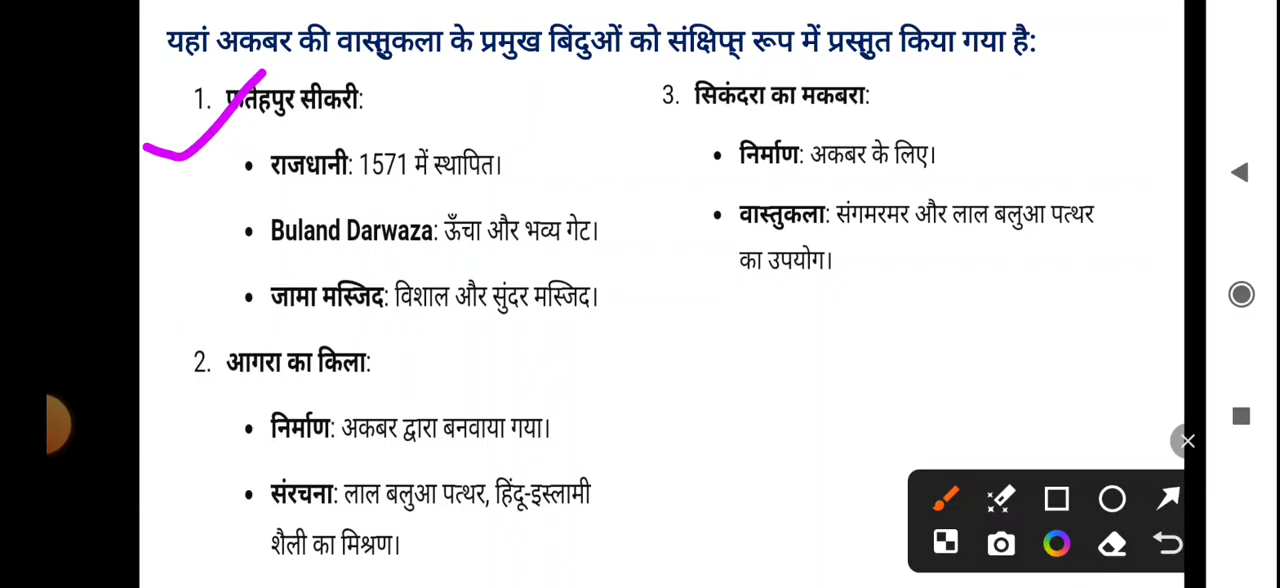 यहां अकबर की वास्तुकला के प्रमुख बिंदुओं को संक्षिप्त रूप में प्रस्तुत किया गया है:
1. फतेहपुर सीकरी:
• राजधानी: 1571 में स्थापित।
• Buland Darwaza: ऊँचा और भव्य गेट।
• जामा मस्जिद: विशाल और सुंदर मस्जिद।
2. आगरा का किला:
• निर्माण: अकबर द्वारा बनवाया गया।
• संरचना: लाल बलुआ पत्थर, हिंदू-इस्लामी
शैली का मिश्रण।
3. सिकंदरा का मकबरा:
• निर्माण: अकबर के लिए।
• वास्तुकला: संगमरमर और लाल बलुआ पत्थर
का उपयोग।